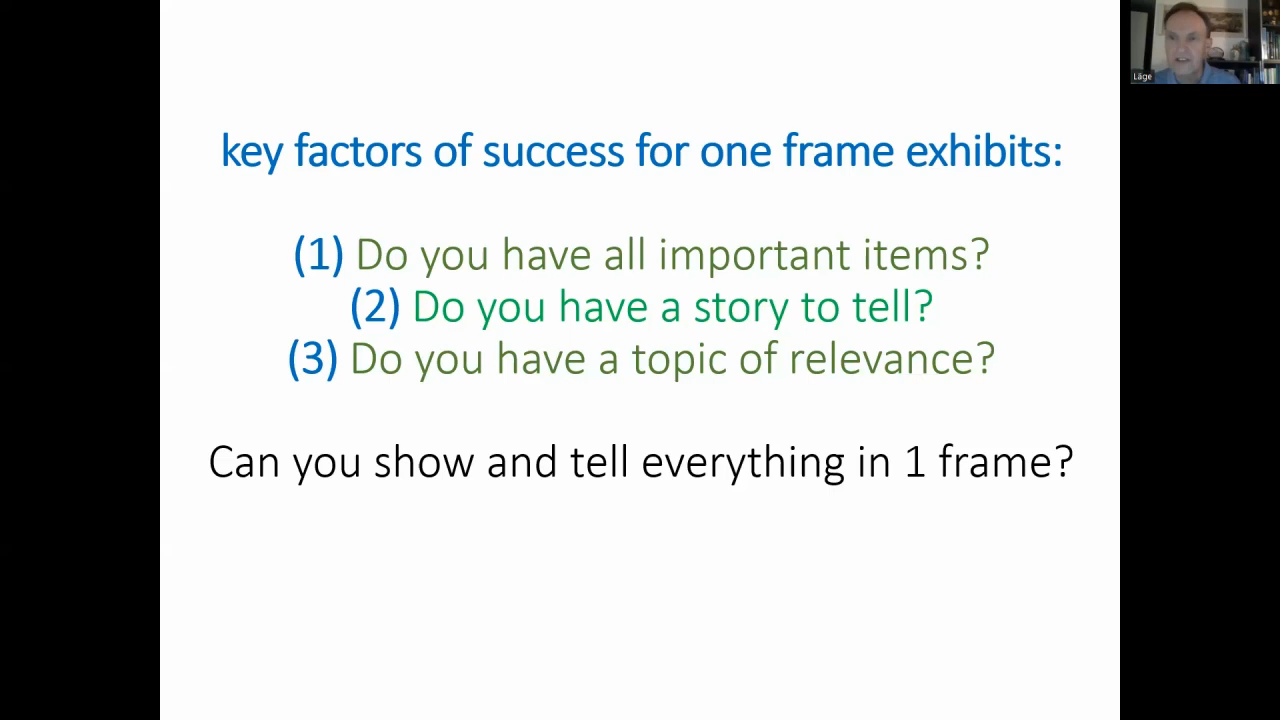 key factors of success for one frame exhibits:
(1) Do you have all important items?
(2) Do you have a story to tell?
(3) Do you have a topic of relevance?
Can you show and tell everything in 1 frame?
Läge